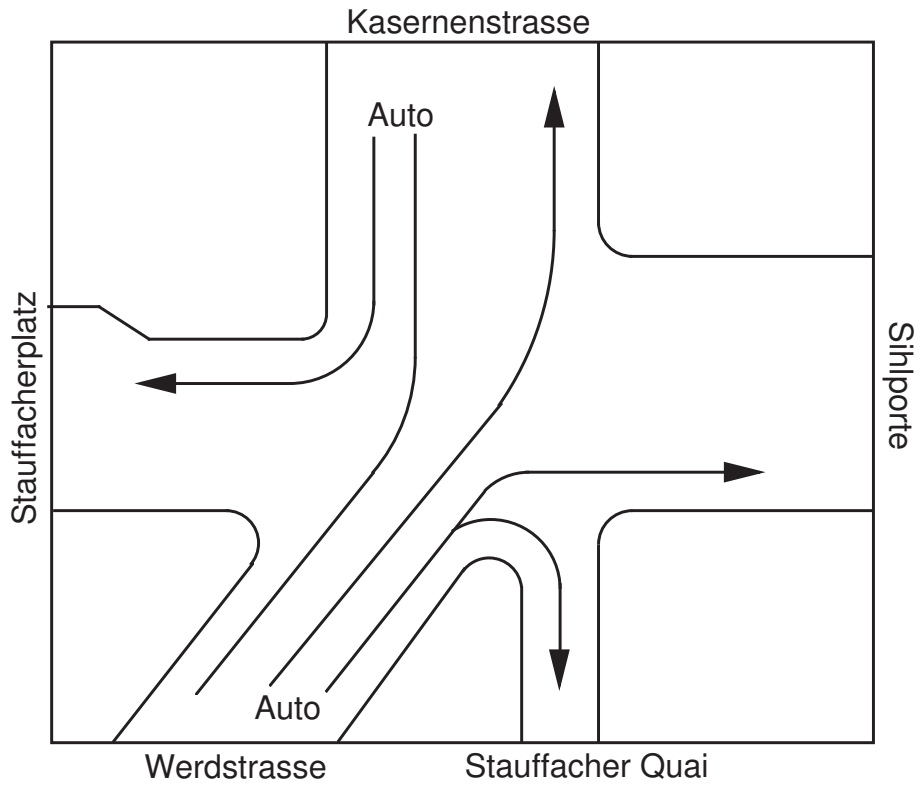 Kasernenstrasse
Auto
Stauffacherplatz
Sihlporte
Auto
Werdstrasse
Stauffacher Quai